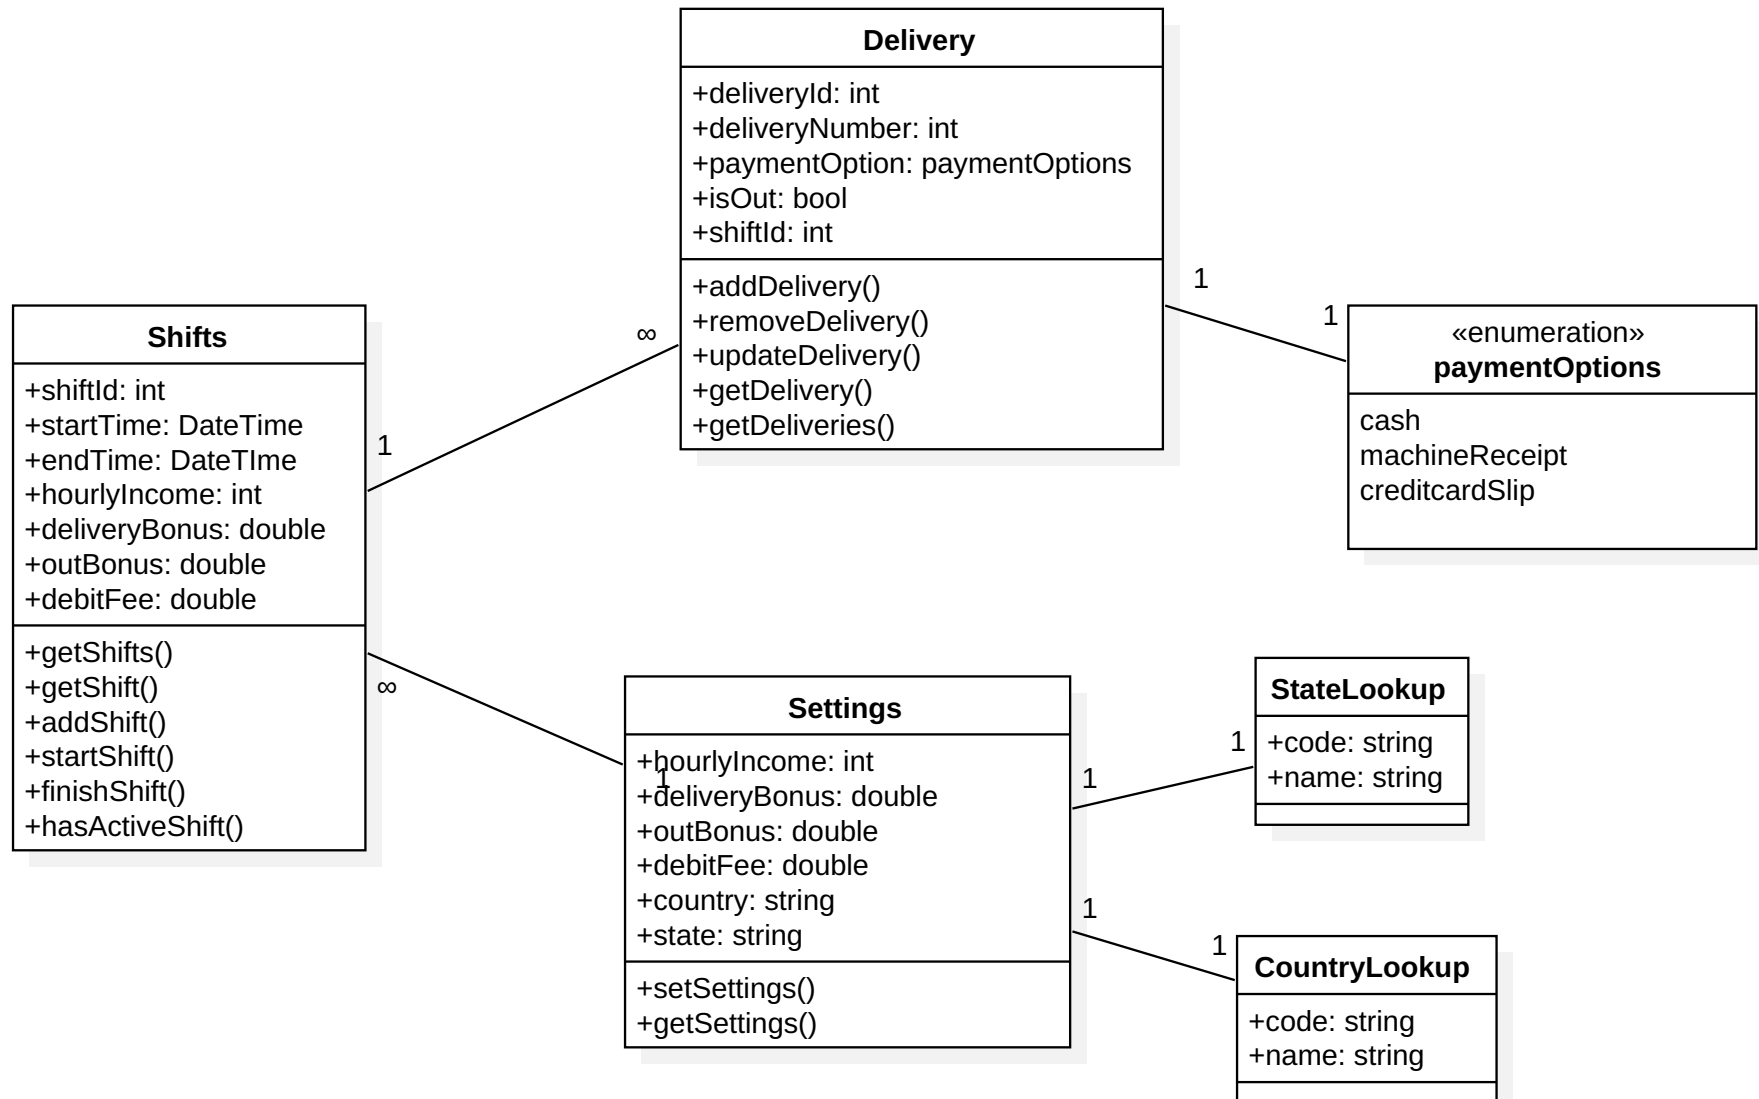 Delivery
+deliveryId: int
+deliveryNumber: int
+paymentOption: paymentOptions
+isOut: bool
+shiftId: int
+addDelivery()
+removeDelivery()
+updateDelivery()
+getDelivery()
+getDeliveries()
1
1
«enumeration»
paymentOptions
cash
machineReceipt
creditcardSlip
∞
1
Shifts
+shiftId: int
+startTime: DateTime
+endTime: DateTIme
+hourlyIncome: int
+deliveryBonus: double
+outBonus: double
+debitFee: double
+getShifts()
+getShift()
+addShift()
+startShift()
+finishShift()
+hasActiveShift()
∞
1
Settings
+hourlyIncome: int
+deliveryBonus: double
+outBonus: double
+debitFee: double
+country: string
+state: string
+setSettings()
+getSettings()
1
1
StateLookup
+code: string
+name: string
1
1
CountryLookup
+code: string
+name: string